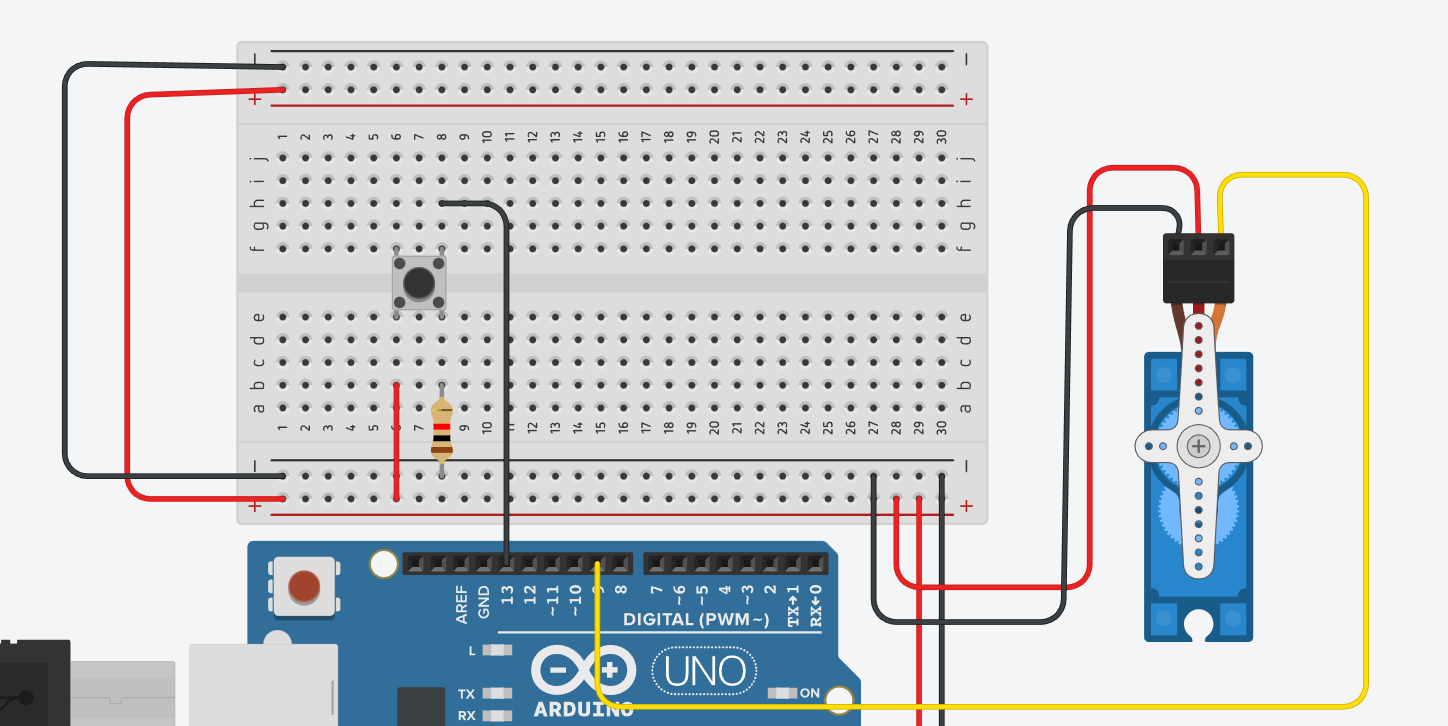 − −
+ +
1 2 3 4 5 6 7 8 9 10 11 12 13 14 15 16 17 18 19 20 21 22 23 24 25 26 27 28 29 30
j j
i i
h h
g g
f f
e e
d d
c c
b b
a a
1 2 3 4 5 6 7 8 9 10 11 12 13 14 15 16 17 18 19 20 21 22 23 24 25 26 27 28 29 30
− −
+ +
AREF GND 13 12 ~11 ~10 9 8 7 ~6 ~5 4 ~3 2 TX→1 RX←0
DIGITAL (PWM~)
L
UNO
TX ON
RX ARDUINO